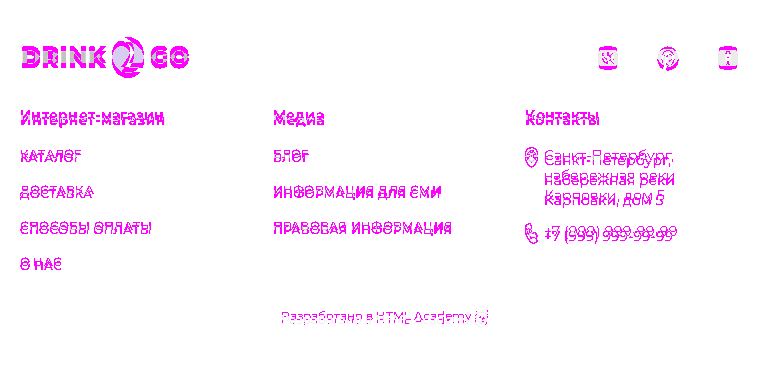 DRINK GO
Интернет-магазин
КАТАЛОГ
ДОСТАВКА
СПОСОБЫ ОПЛАТЫ
О НАС
Медиа
БЛОГ
ИНФОРМАЦИЯ ДЛЯ СМИ
ПРАВОВАЯ ИНФОРМАЦИЯ
Контакты
Санкт-Петербург,
набережная реки
Карповки, дом 5
+7 (999) 999-99-99
Разработано в HTML Academy